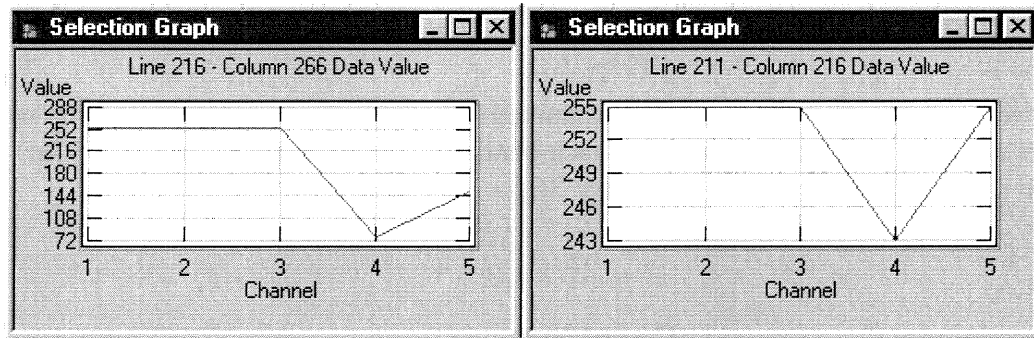 Selection Graph
Line 216 - Column 266 Data Value
Value
288
252
216
180
144
108
72
1 2 3 4 5
Channel
Selection Graph
Line 211 - Column 216 Data Value
Value
255
252
249
246
243
1 2 3 4 5
Channel